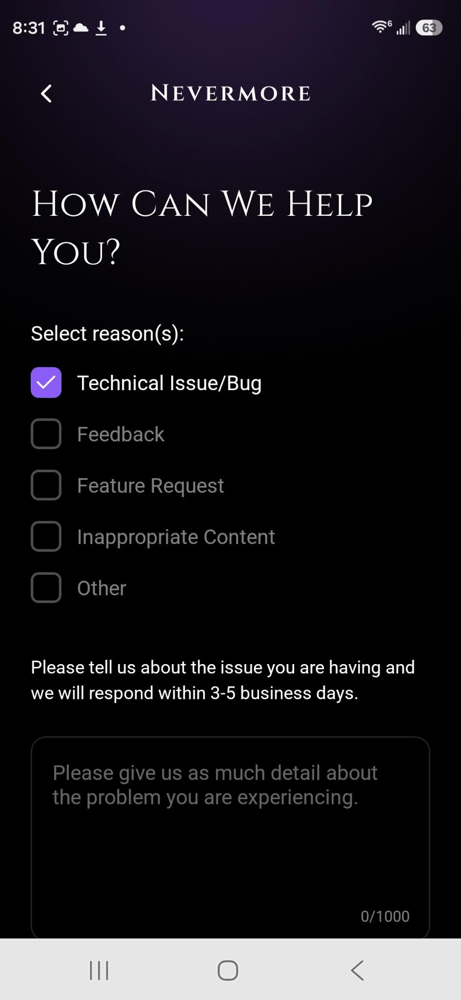 8:31
6
63
NEVERMORE
HOW CAN WE HELP
YOU?
Select reason(s):
Technical Issue/Bug
Feedback
Feature Request
Inappropriate Content
Other
Please tell us about the issue you are having and
we will respond within 3-5 business days.
Please give us as much detail about
the problem you are experiencing.
0/1000